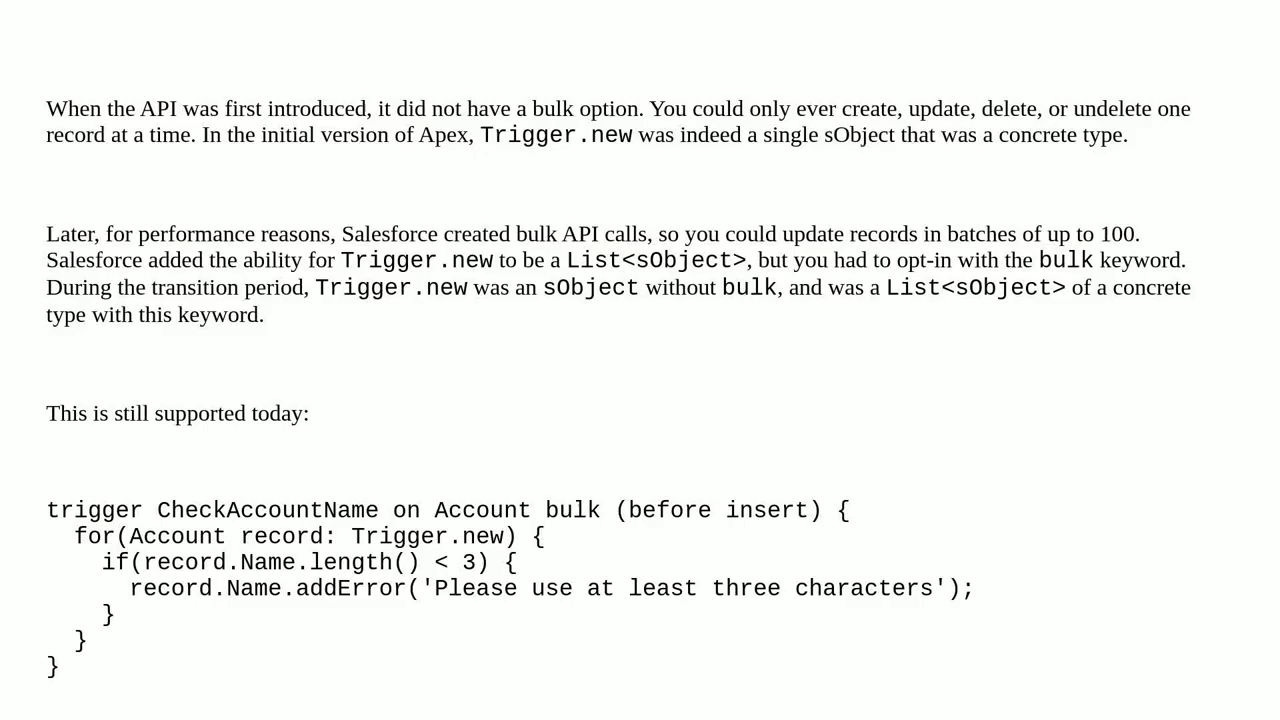 When the API was first introduced, it did not have a bulk option. You could only ever create, update, delete, or undelete one
record at a time. In the initial version of Apex, Trigger.new was indeed a single sObject that was a concrete type.
Later, for performance reasons, Salesforce created bulk API calls, so you could update records in batches of up to 100.
Salesforce added the ability for Trigger.new to be a List<sObject>, but you had to opt-in with the bulk keyword.
During the transition period, Trigger.new was an sObject without bulk, and was a List<sObject> of a concrete
type with this keyword.
This is still supported today:
trigger CheckAccountName on Account bulk (before insert) {
  for(Account record: Trigger.new) {
    if(record.Name.length() < 3) {
      record.Name.addError('Please use at least three characters');
    }
  }
}